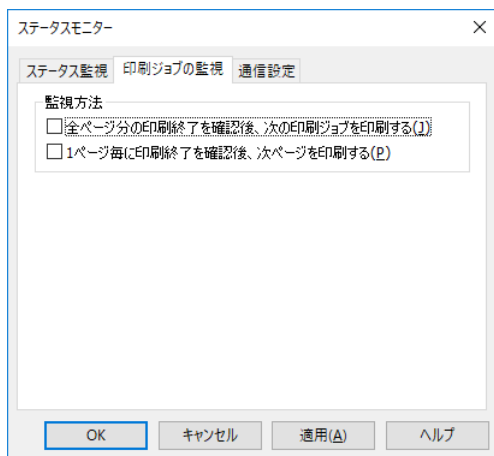 ステータスモニター
ステータス監視 印刷ジョブの監視 通信設定
監視方法
全ページ分の印刷終了を確認後、次の印刷ジョブを印刷する(J)
1ページ毎に印刷終了を確認後、次ページを印刷する(P)
OK キャンセル 適用(A) ヘルプ